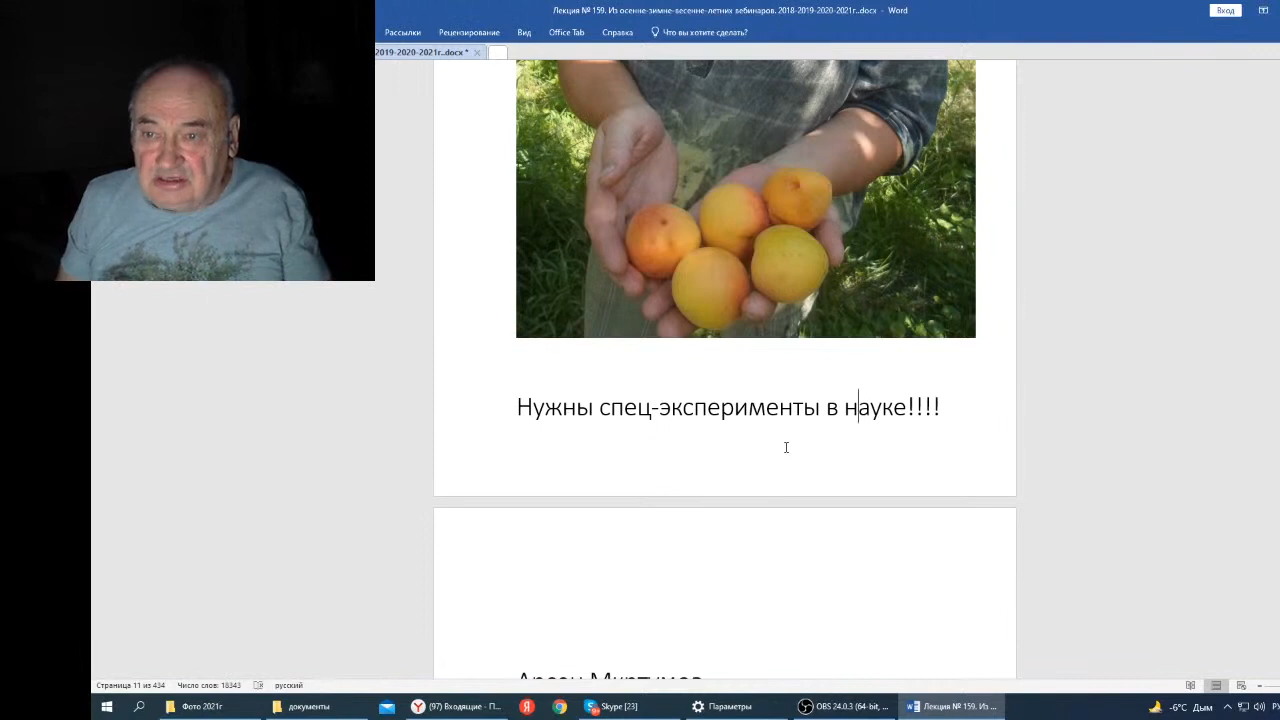 Лекция № 159. Из осенне-зимне-весенне-летних вебинаров. 2018-2019-2020-2021г..docx - Word
Вход
Рассылки Рецензирование Вид Office Tab Справка Что вы хотите сделать?
2019-2020-2021г..docx *
Нужны спец-эксперименты в науке!!!!
Страница 11 из 434 Число слов: 18343 русский
Фото 2021г документы (97) Входящие - П... Skype [23] Параметры OBS 24.0.3 (64-bit, ... Лекция № 159. Из ... -6°C Дым